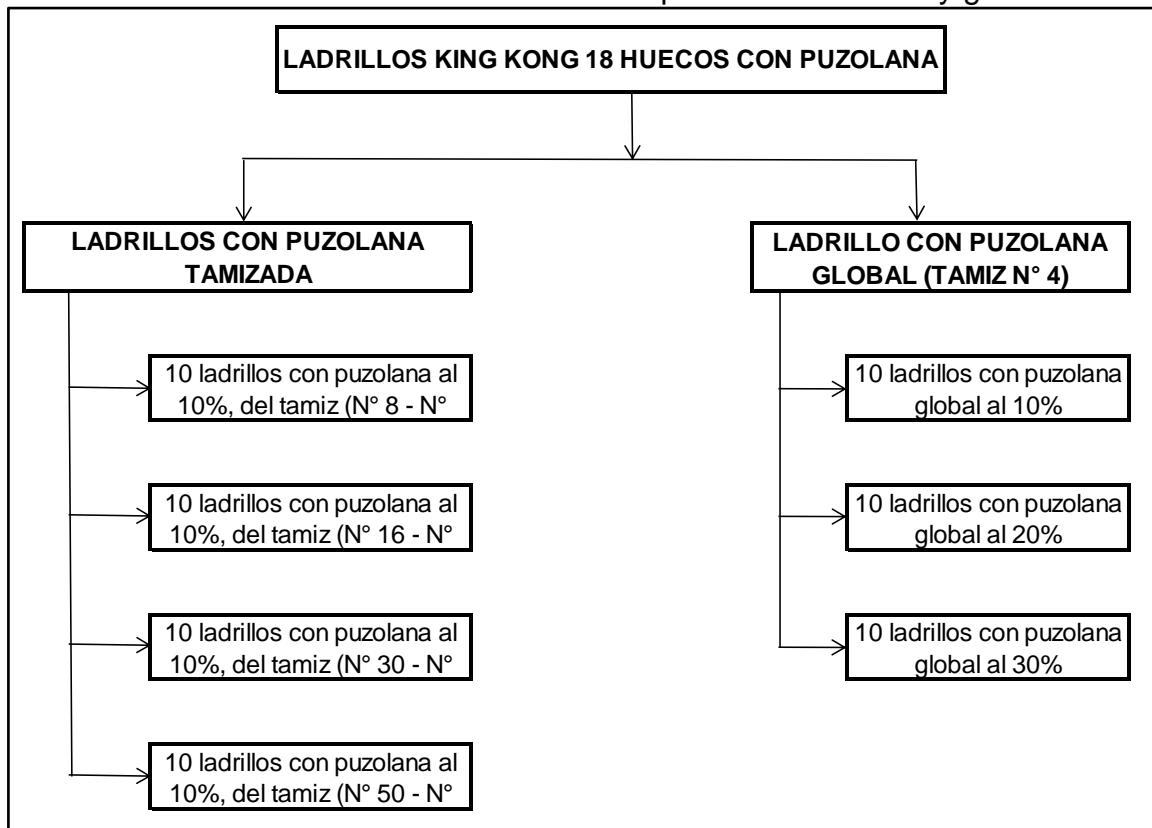 LADRILLOS KING KONG 18 HUECOS CON PUZOLANA
LADRILLOS CON PUZOLANA
TAMIZADA
10 ladrillos con puzolana al
10%, del tamiz (N° 8 - N°
10 ladrillos con puzolana al
10%, del tamiz (N° 16 - N°
10 ladrillos con puzolana al
10%, del tamiz (N° 30 - N°
10 ladrillos con puzolana al
10%, del tamiz (N° 50 - N°
LADRILLO CON PUZOLANA
GLOBAL (TAMIZ N° 4)
10 ladrillos con puzolana
global al 10%
10 ladrillos con puzolana
global al 20%
10 ladrillos con puzolana
global al 30%